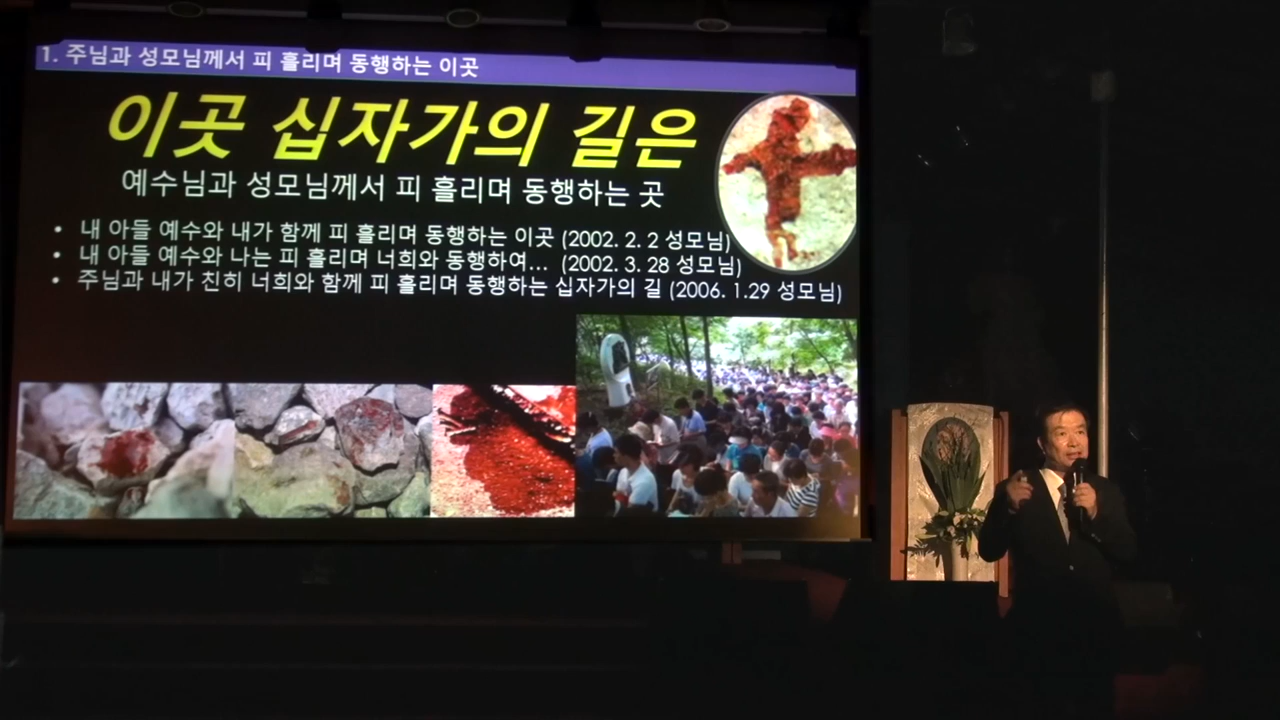 1. 주님과 성모님께서 피 흘리며 동행하는 이곳
이곳 십자가의 길은
예수님과 성모님께서 피 흘리며 동행하는 곳
• 내 아들 예수와 내가 함께 피 흘리며 동행하는 이곳 (2002. 2. 2 성모님)
• 내 아들 예수와 나는 피 흘리며 너희와 동행하여... (2002. 3. 28 성모님)
• 주님과 내가 친히 너희와 함께 피 흘리며 동행하는 십자가의 길 (2006. 1.29 성모님)